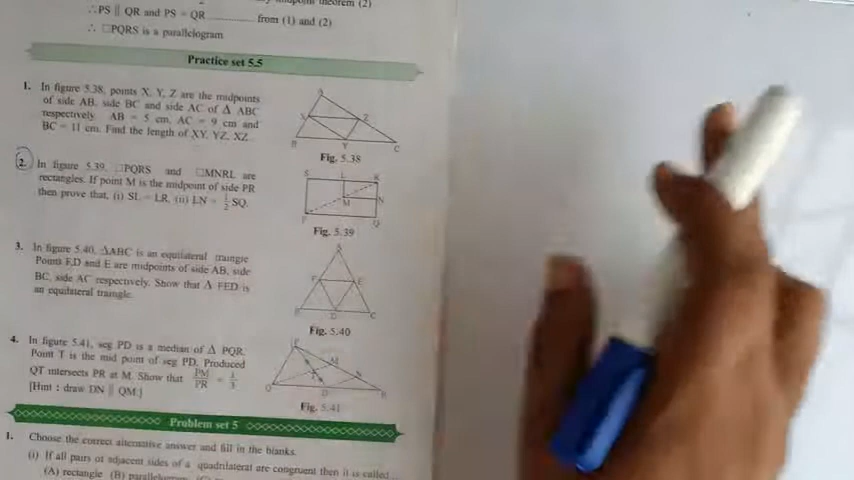 midpoint theorem (2)
∴ PS || QR and PS = QR ............ from (1) and (2)
∴ □PQRS is a parallelogram
Practice set 5.5
1. In figure 5.38, points X, Y, Z are the midpoints
of side AB, side BC and side AC of Δ ABC
respectively. AB = 5 cm, AC = 9 cm and
BC = 11 cm. Find the length of XY, YZ, XZ.
A
X Z
B Y C
Fig. 5.38
2. In figure 5.39, □PQRS and □MNRL are
rectangles. If point M is the midpoint of side PR
then prove that, (i) SL = LR, (ii) LN = 1/2 SQ.
S L R
M N
P Q
Fig. 5.39
3. In figure 5.40, ΔABC is an equilateral traingle
Points F,D and E are midpoints of side AB, side
BC, side AC respectively. Show that Δ FED is
an equilateral traingle.
A
F E
B D C
Fig. 5.40
4. In figure 5.41, seg PD is a median of Δ PQR.
Point T is the mid point of seg PD. Produced
QT intersects PR at M. Show that PM/PR = 1/3
[Hint : draw DN || QM.]
P
M
T N
Q D R
Fig. 5.41
Problem set 5
1. Choose the correct alternative answer and fill in the blanks.
(i) If all pairs of adjacent sides of a quadrilateral are congruent then it is called ...
(A) rectangle (B) parallelogram